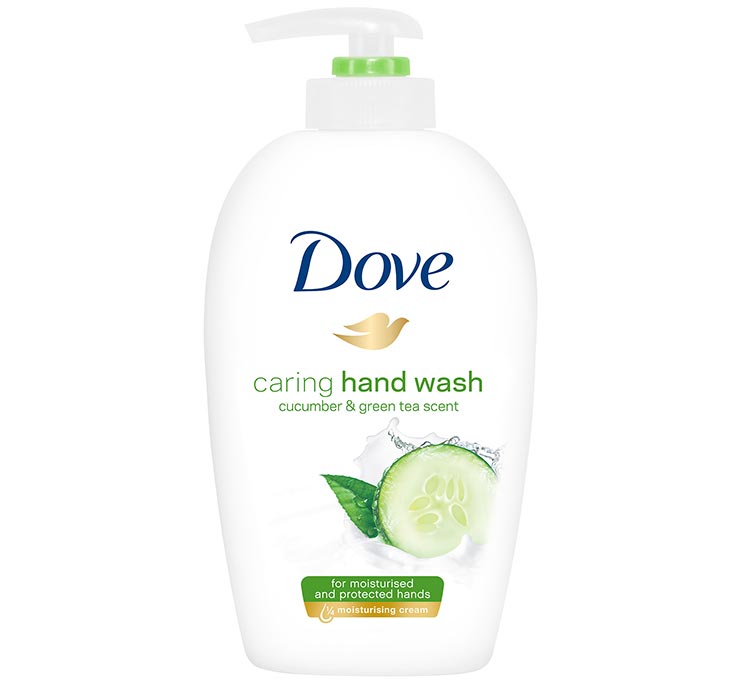 Dove
caring hand wash
cucumber & green tea scent
for moisturised
and protected hands
¼ moisturising cream